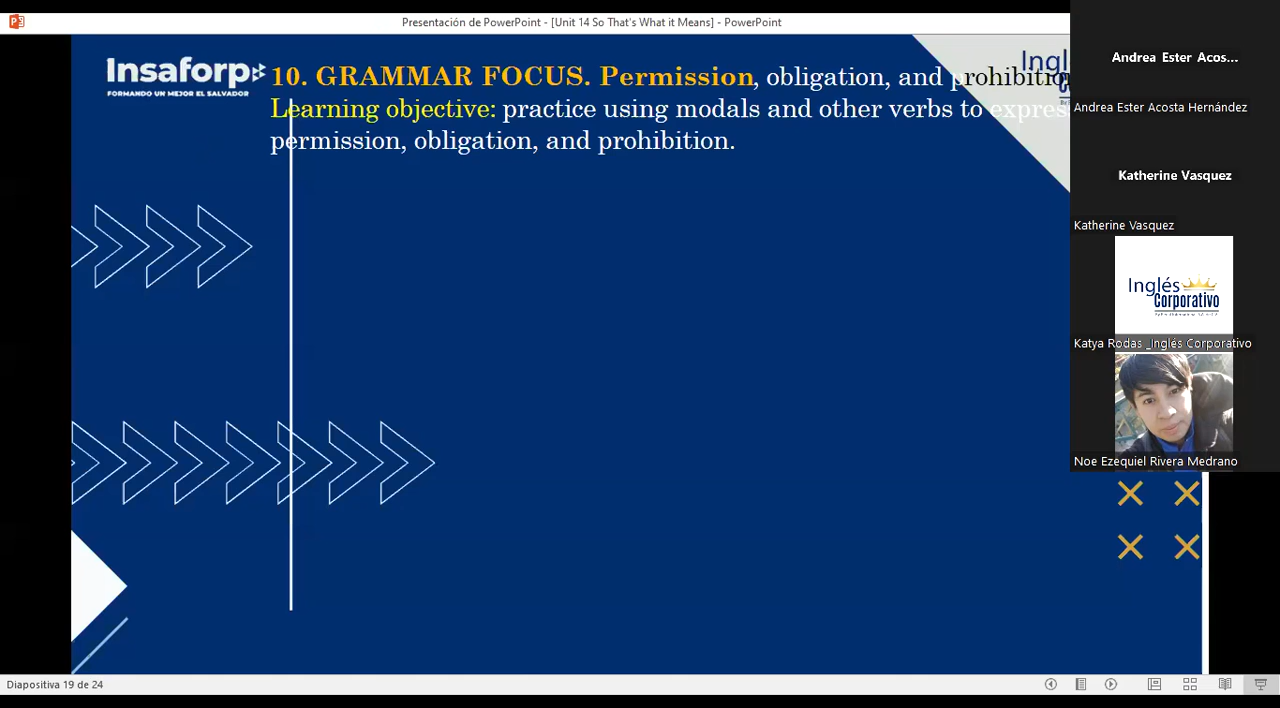 Presentación de PowerPoint - [Unit 14 So That's What it Means] - PowerPoint
Insaforp
FORMANDO UN MEJOR EL SALVADOR
10. GRAMMAR FOCUS. Permission, obligation, and prohibitio
Learning objective: practice using modals and other verbs to express
permission, obligation, and prohibition.
Inglé
Andrea Ester Acos...
Andrea Ester Acosta Hernández
Katherine Vasquez
Katherine Vasquez
Inglés
Corporativo
Katya Rodas _Inglés Corporativo
Noe Ezequiel Rivera Medrano
Diapositiva 19 de 24